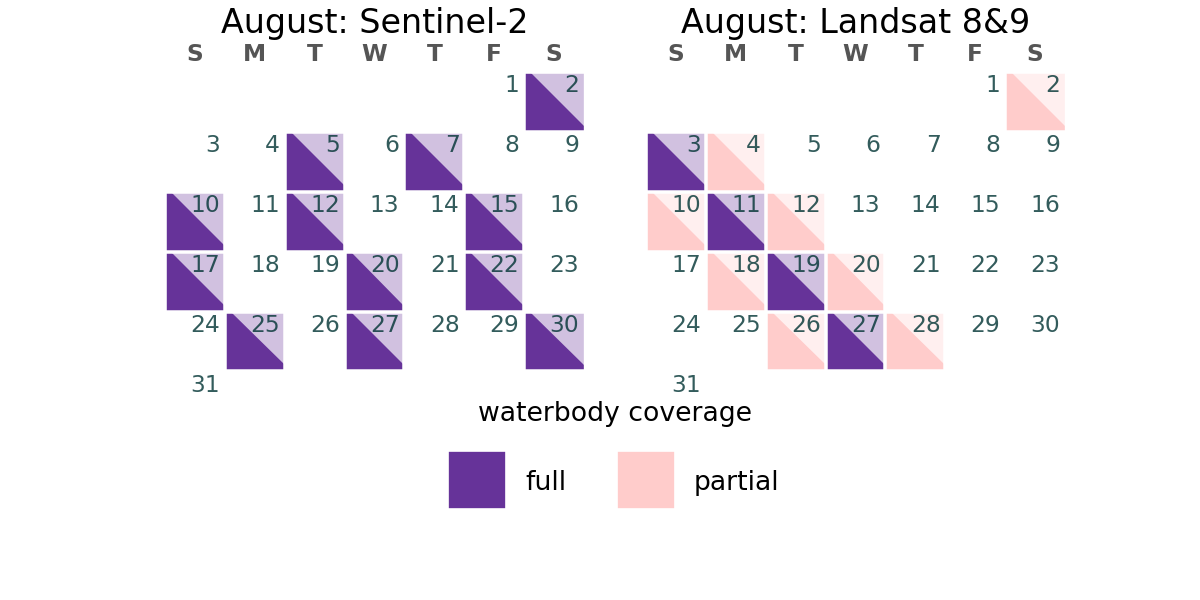 August: Sentinel-2
S M T W T F S
1 2
3 4 5 6 7 8 9
10 11 12 13 14 15 16
17 18 19 20 21 22 23
24 25 26 27 28 29 30
31
August: Landsat 8&9
S M T W T F S
1 2
3 4 5 6 7 8 9
10 11 12 13 14 15 16
17 18 19 20 21 22 23
24 25 26 27 28 29 30
31
waterbody coverage
full
partial